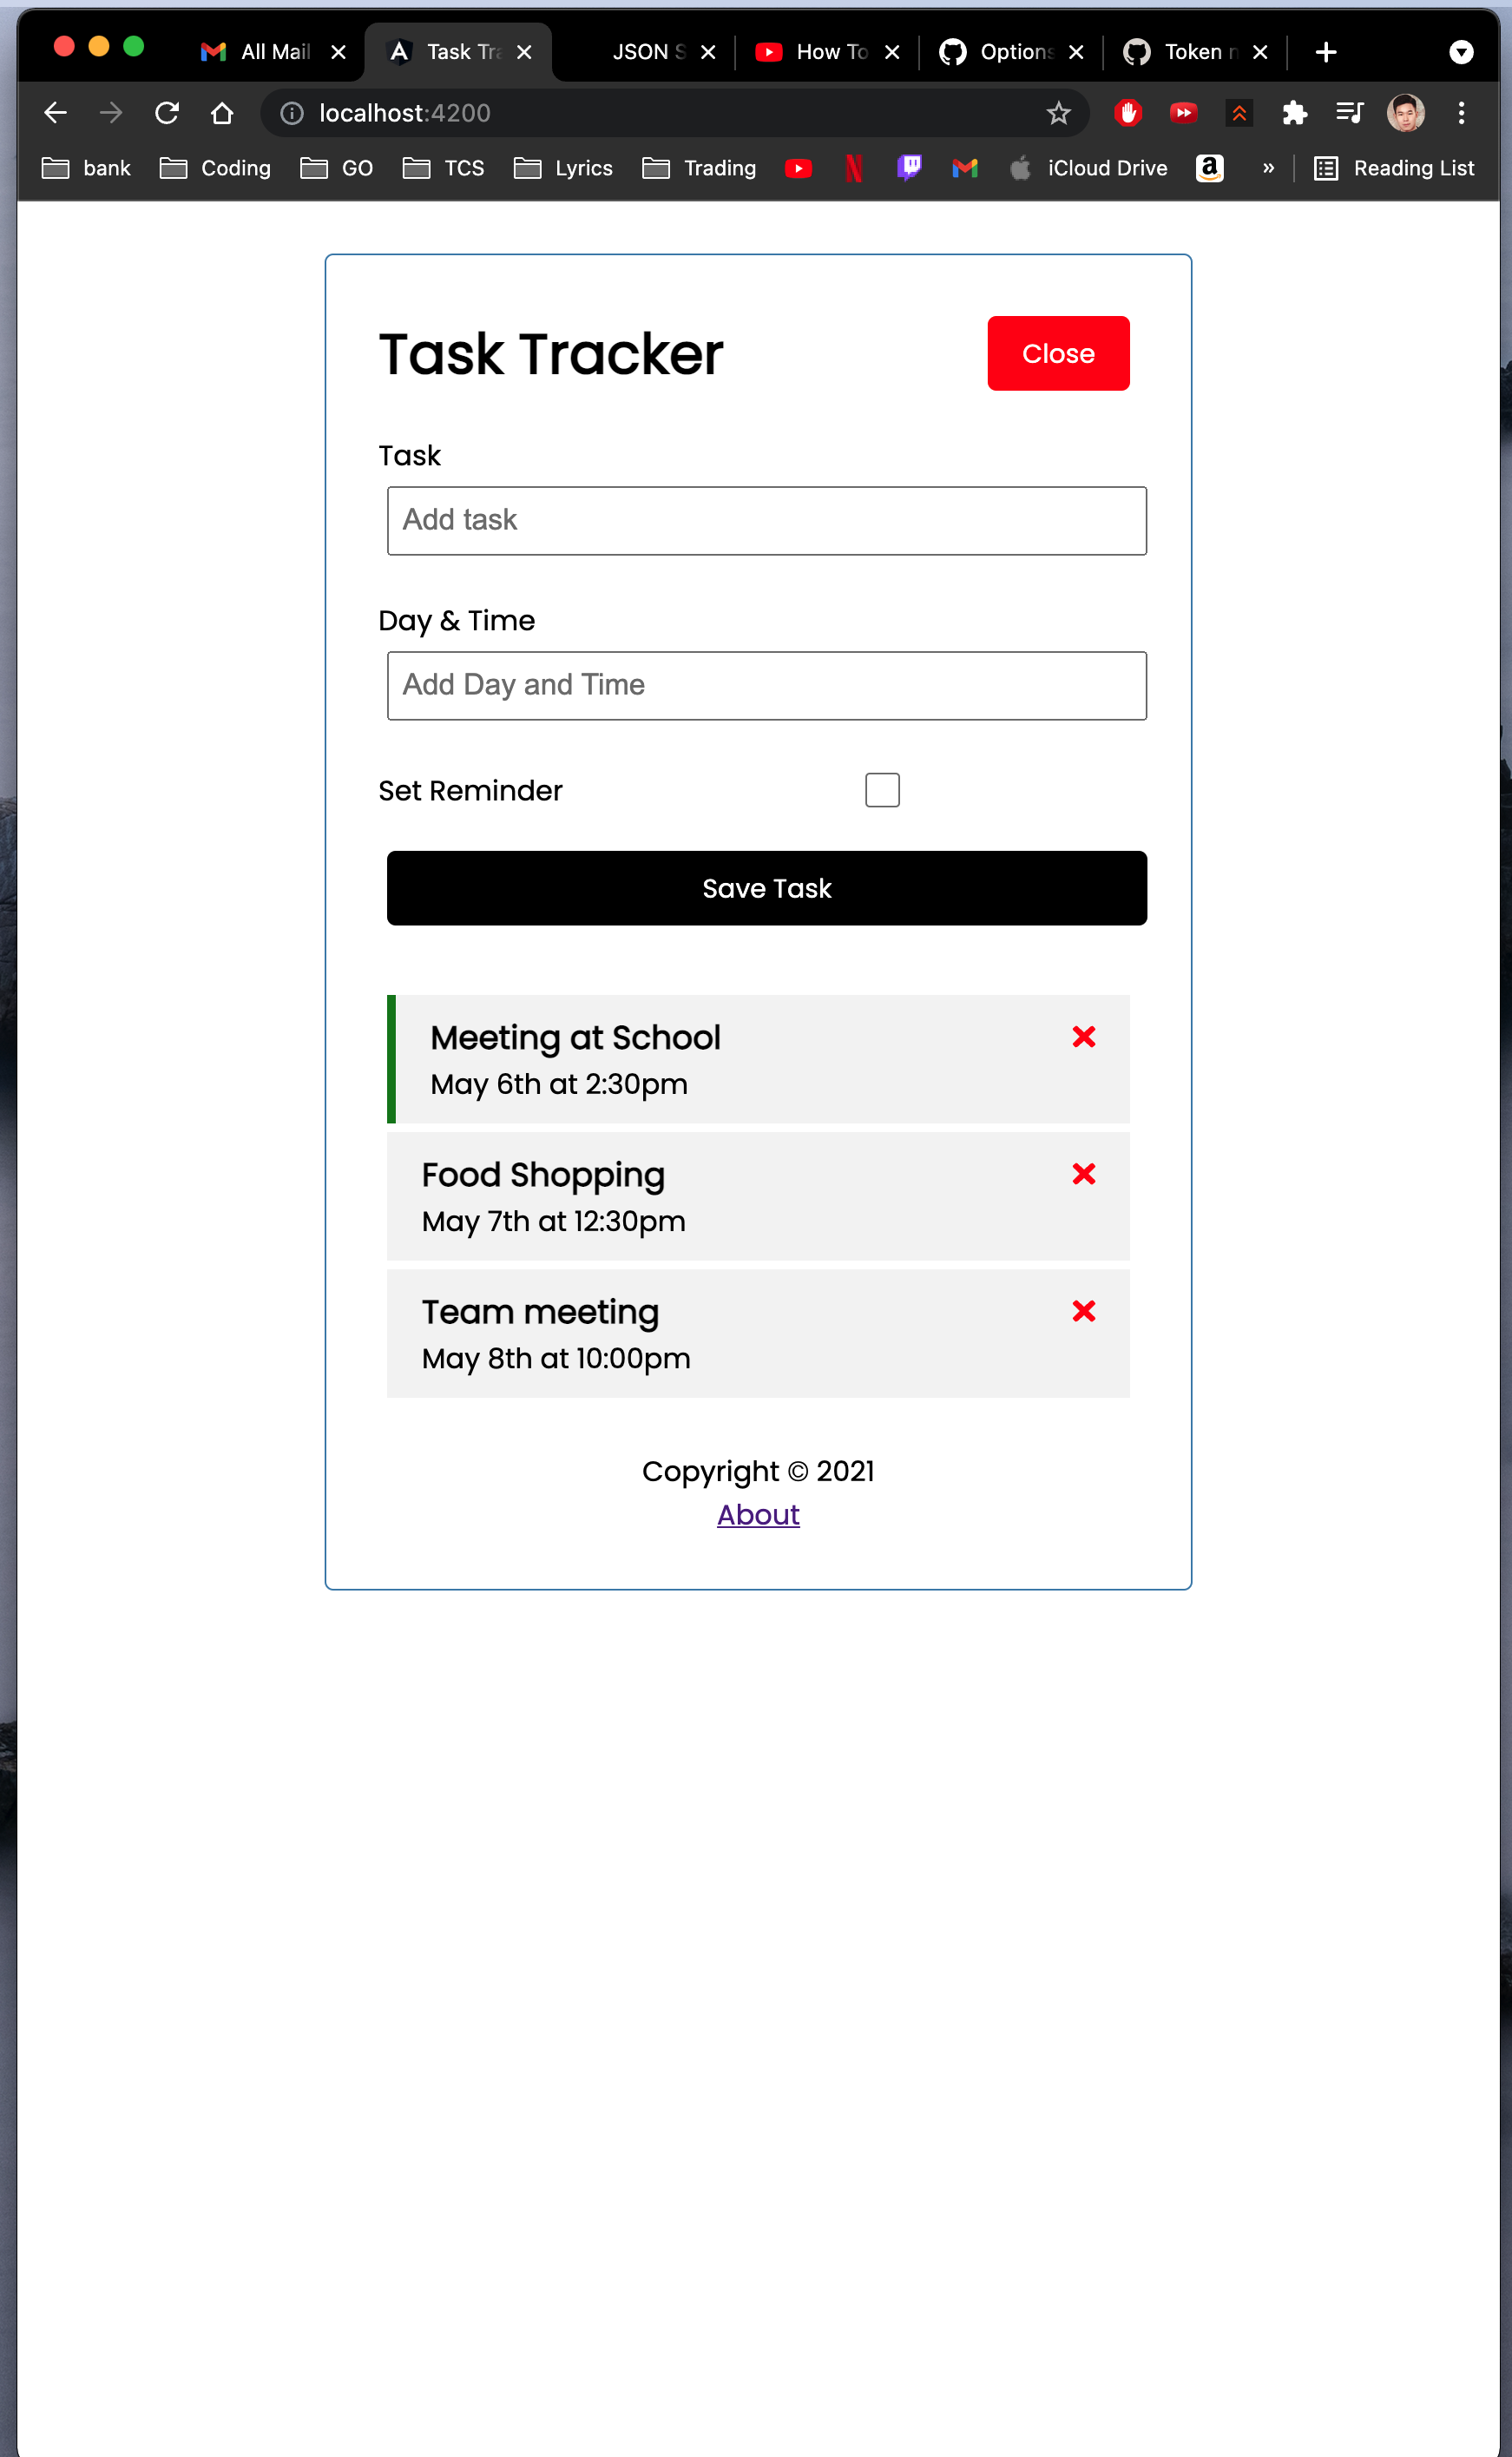 All Mail
Task Tra
JSON S
How To
Options
Token n
localhost:4200
bank
Coding
GO
TCS
Lyrics
Trading
iCloud Drive
»
Reading List
Task Tracker
Close
Task
Add task
Day & Time
Add Day and Time
Set Reminder
Save Task
Meeting at School
May 6th at 2:30pm
Food Shopping
May 7th at 12:30pm
Team meeting
May 8th at 10:00pm
Copyright © 2021
About